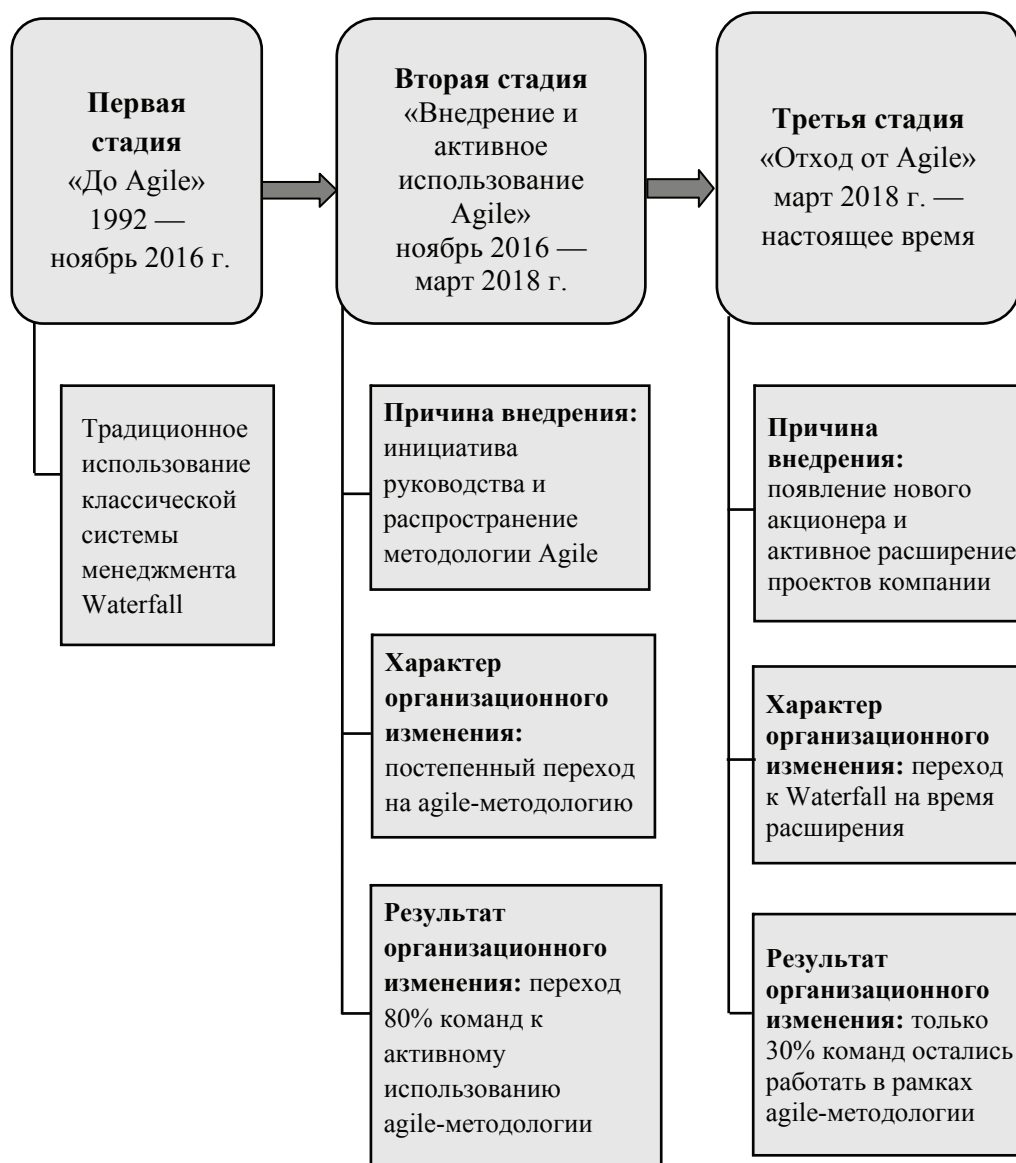 Первая
стадия
«До Agile»
1992 —
ноябрь 2016 г.
Традиционное
использование
классической
системы
менеджмента
Waterfall
Вторая стадия
«Внедрение и
активное
использование
Agile»
ноябрь 2016 —
март 2018 г.
Причина внедрения:
инициатива
руководства и
распространение
методологии Agile
Характер
организационного
изменения:
постепенный переход
на agile-методологию
Результат
организационного
изменения: переход
80% команд к
активному
использованию
agile-методологии
Третья стадия
«Отход от Agile»
март 2018 г. —
настоящее время
Причина
внедрения:
появление нового
акционера и
активное расширение
проектов компании
Характер
организационного
изменения: переход
к Waterfall на время
расширения
Результат
организационного
изменения: только
30% команд остались
работать в рамках
agile-методологии